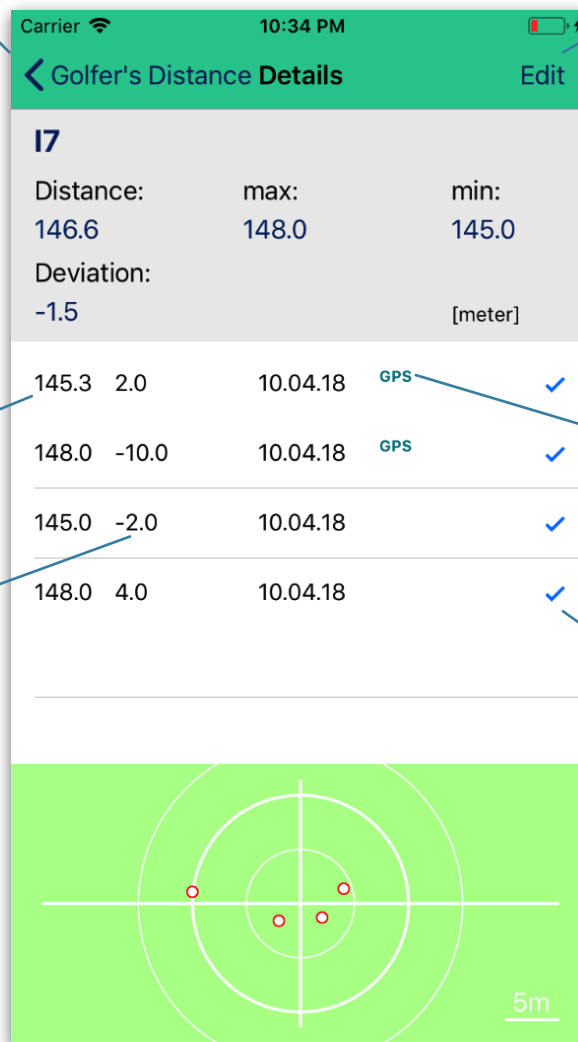 Carrier 10:34 PM
Golfer's Distance Details Edit
I7
Distance: max: min:
146.6 148.0 145.0
Deviation:
-1.5 [meter]
145.3 2.0 10.04.18 GPS
148.0 -10.0 10.04.18 GPS
145.0 -2.0 10.04.18
148.0 4.0 10.04.18
5m